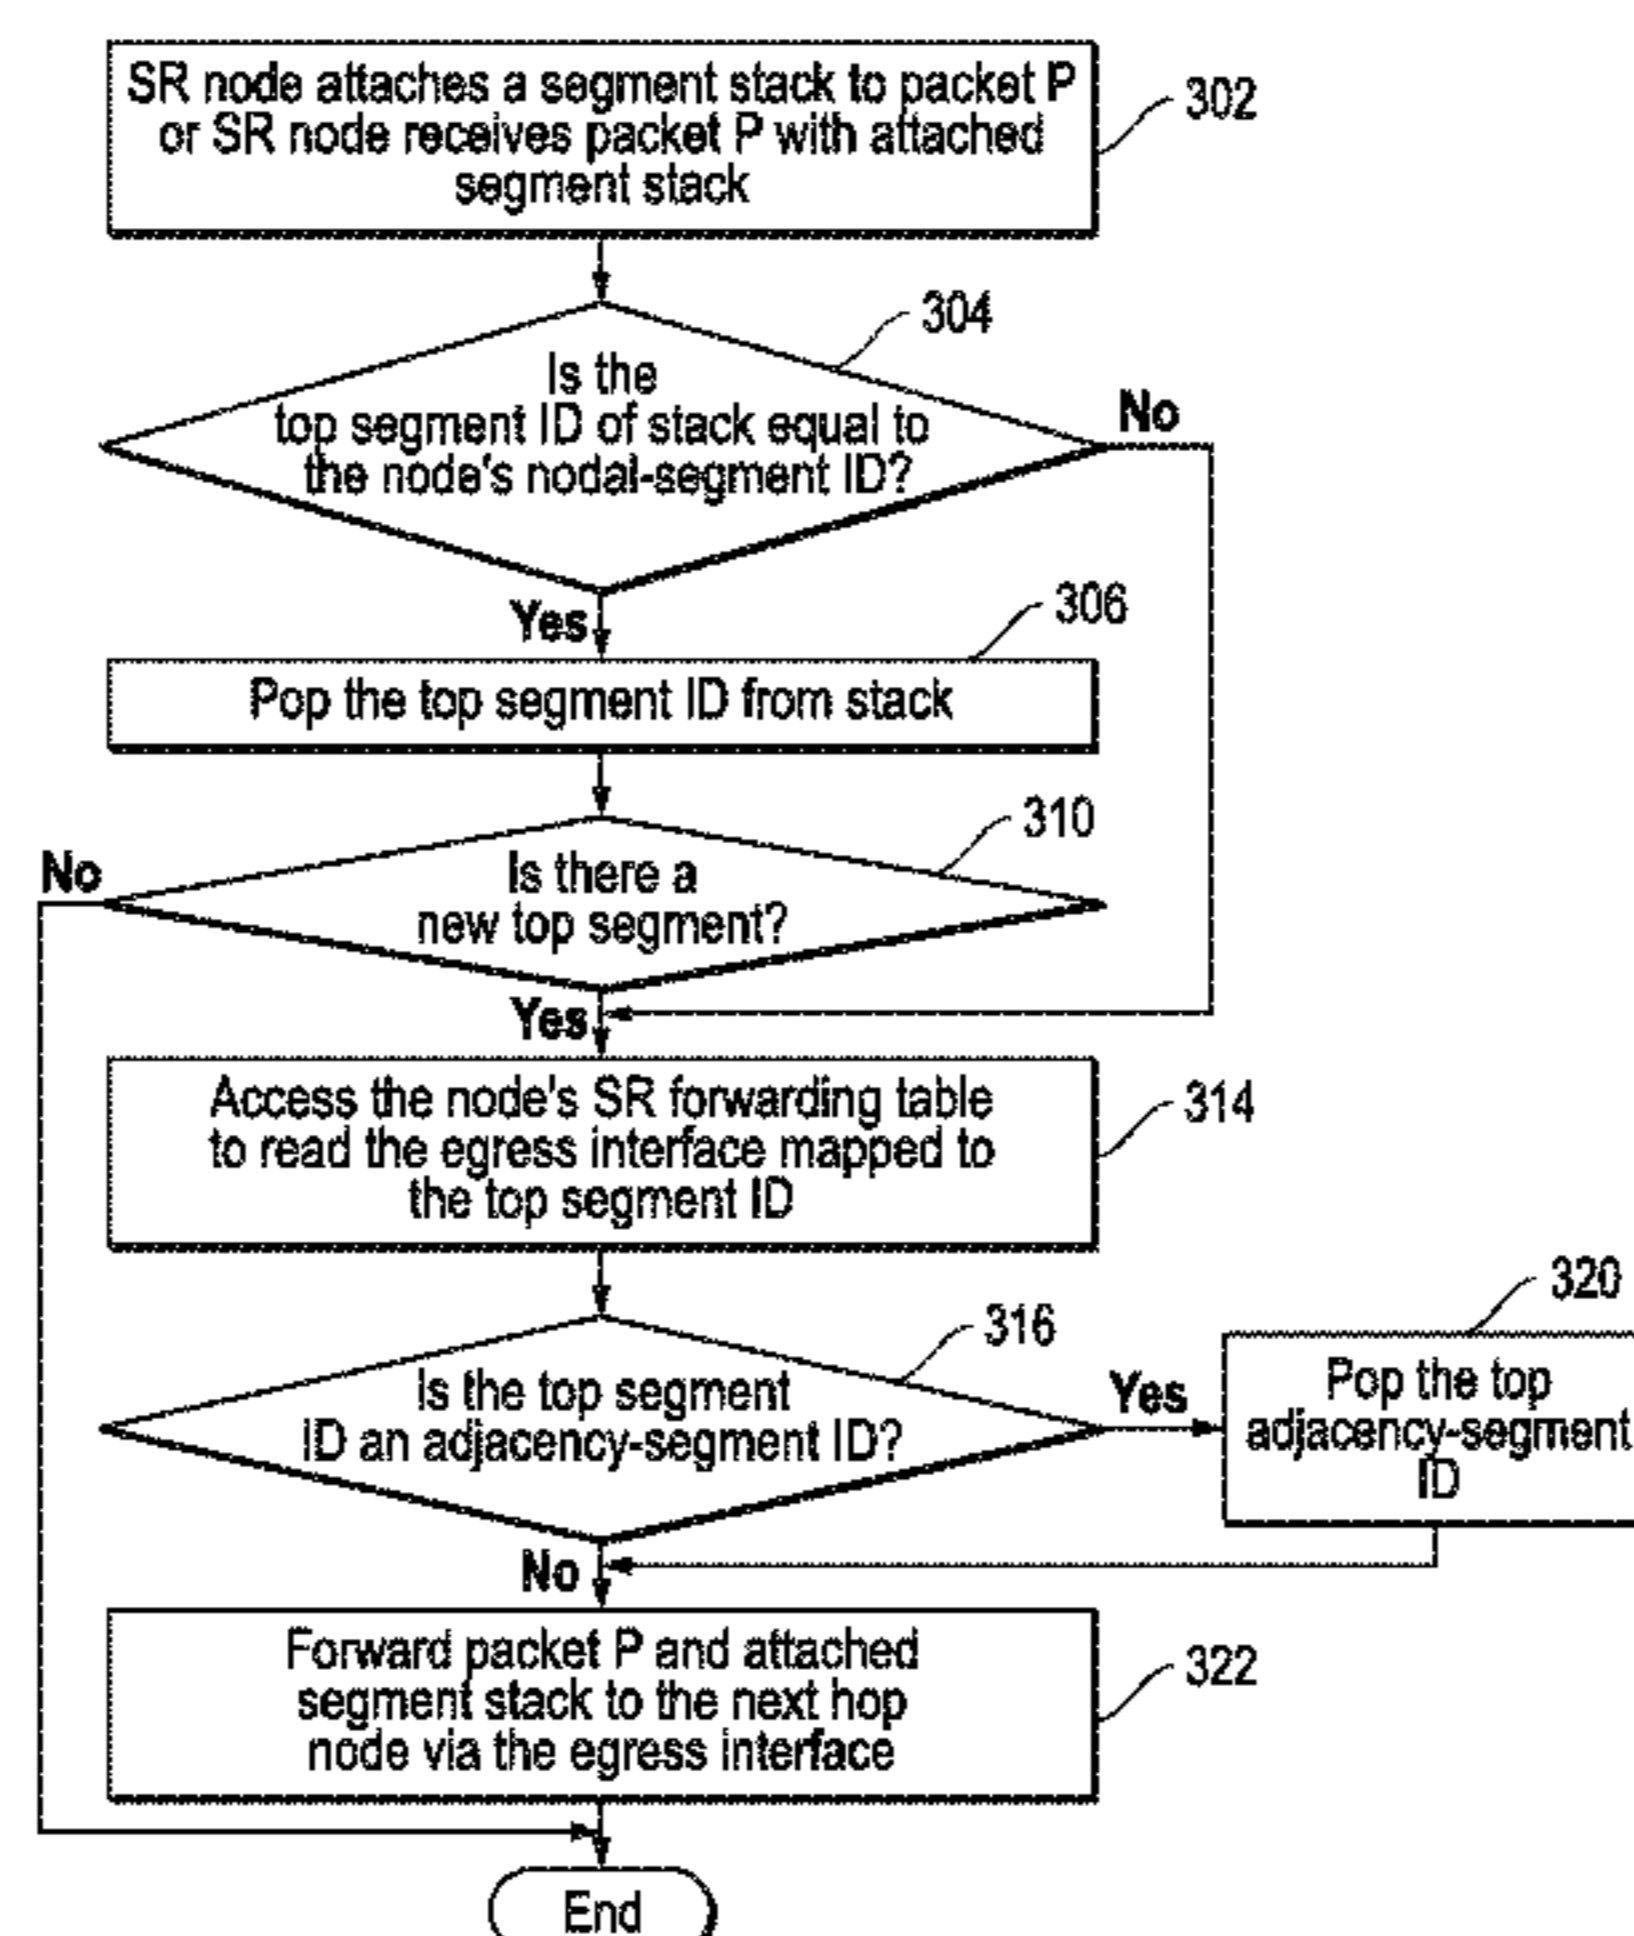 SR node attaches a segment stack to packet P
or SR node receives packet P with attached
segment stack
302
304
Is the
top segment ID of stack equal to
the node's nodal-segment ID?
No
Yes
306
Pop the top segment ID from stack
310
No
Is there a
new top segment?
Yes
Access the node's SR forwarding table
to read the egress interface mapped to
the top segment ID
314
316
320
Is the top segment
ID an adjacency-segment ID?
Yes
Pop the top
adjacency-segment
ID
No
Forward packet P and attached
segment stack to the next hop
node via the egress interface
322
End